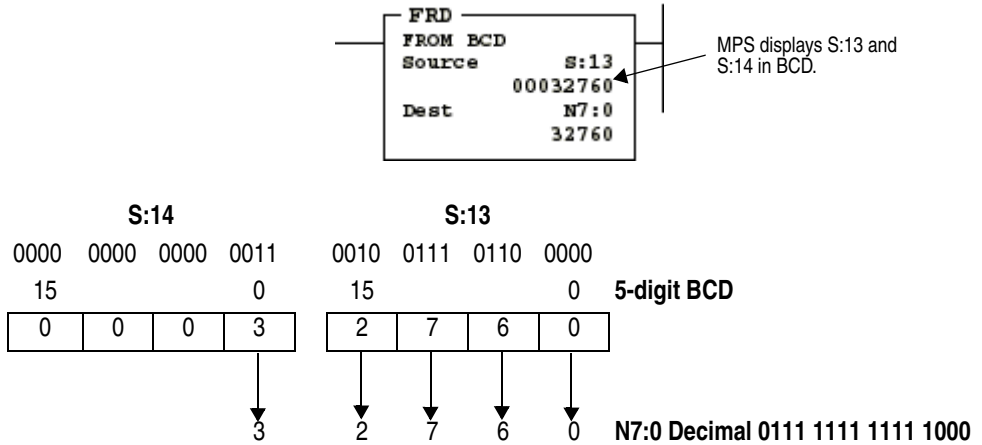 FRD
FROM BCD
Source S:13
00032760
Dest N7:0
32760
MPS displays S:13 and
S:14 in BCD.
S:14 S:13
0000 0000 0000 0011 0010 0111 0110 0000
15 0 15 0 5-digit BCD
0 0 0 3 2 7 6 0
3 2 7 6 0 N7:0 Decimal 0111 1111 1111 1000